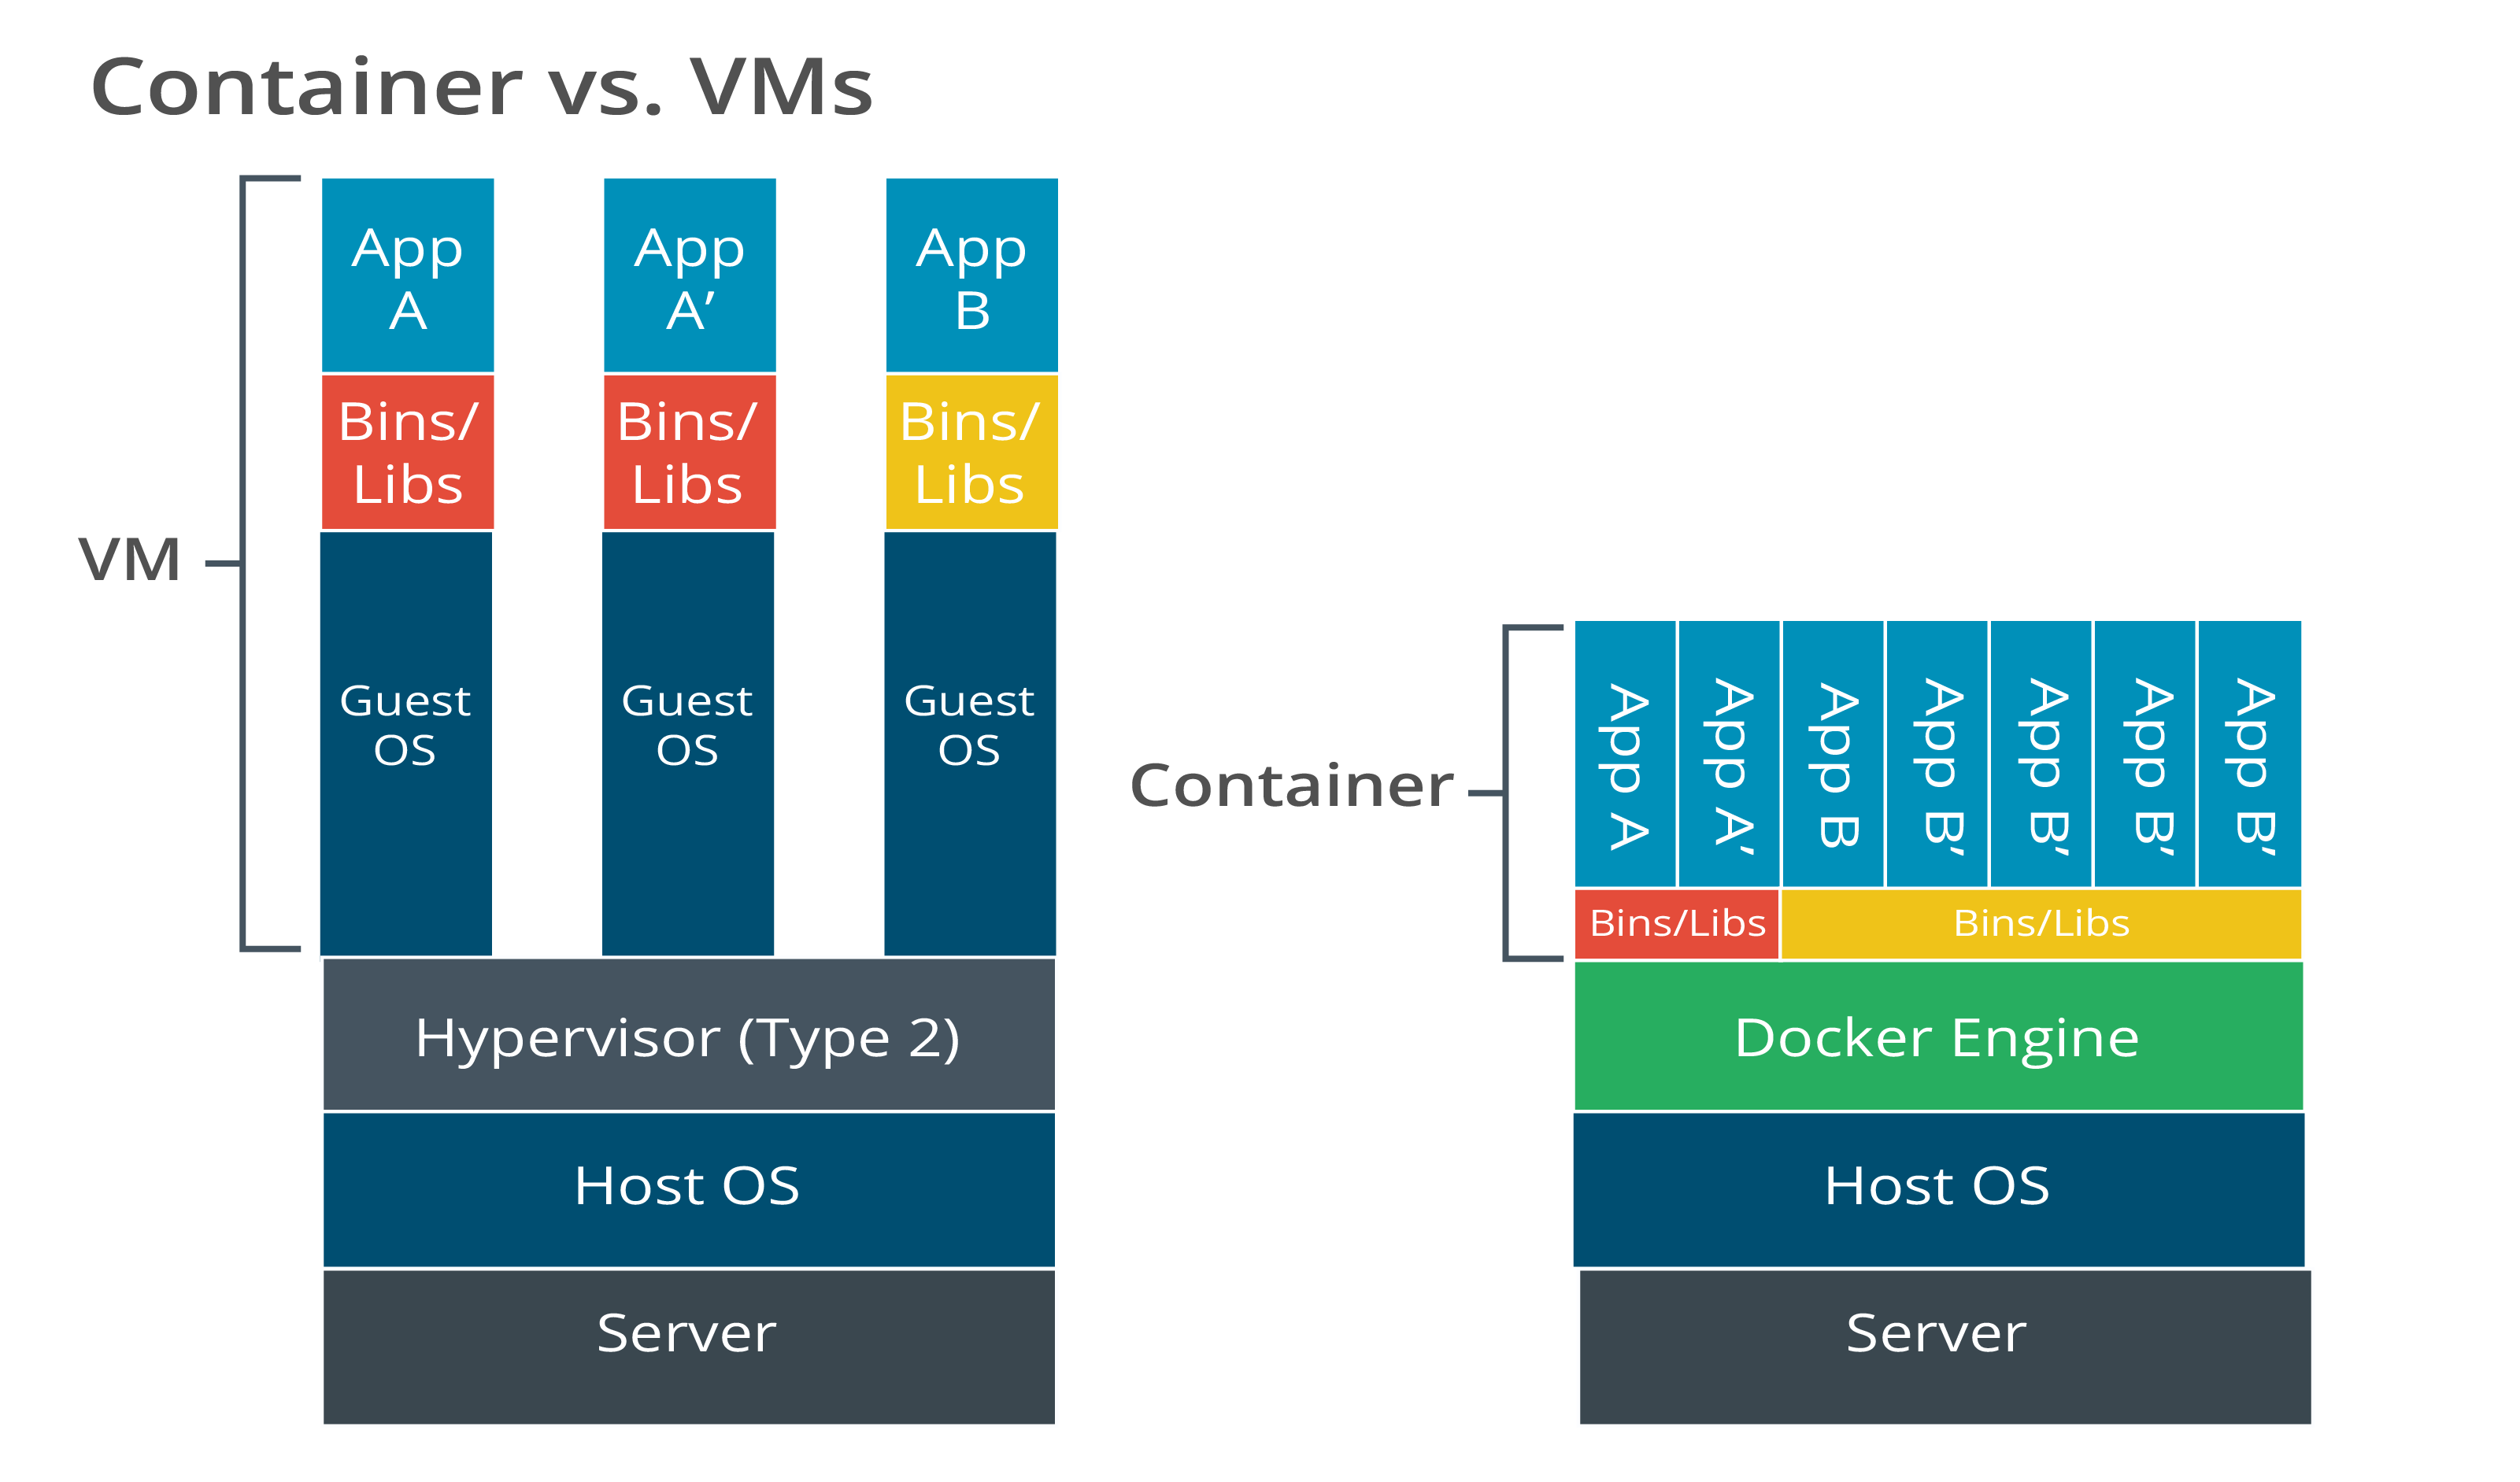 Container vs. VMs
VM
App
A
App
A’
App
B
Bins/
Libs
Bins/
Libs
Bins/
Libs
Guest
OS
Guest
OS
Guest
OS
Hypervisor (Type 2)
Host OS
Server
Container
App A
App A’
App B
App B’
App B’
App B’
App B’
Bins/Libs
Bins/Libs
Docker Engine
Host OS
Server